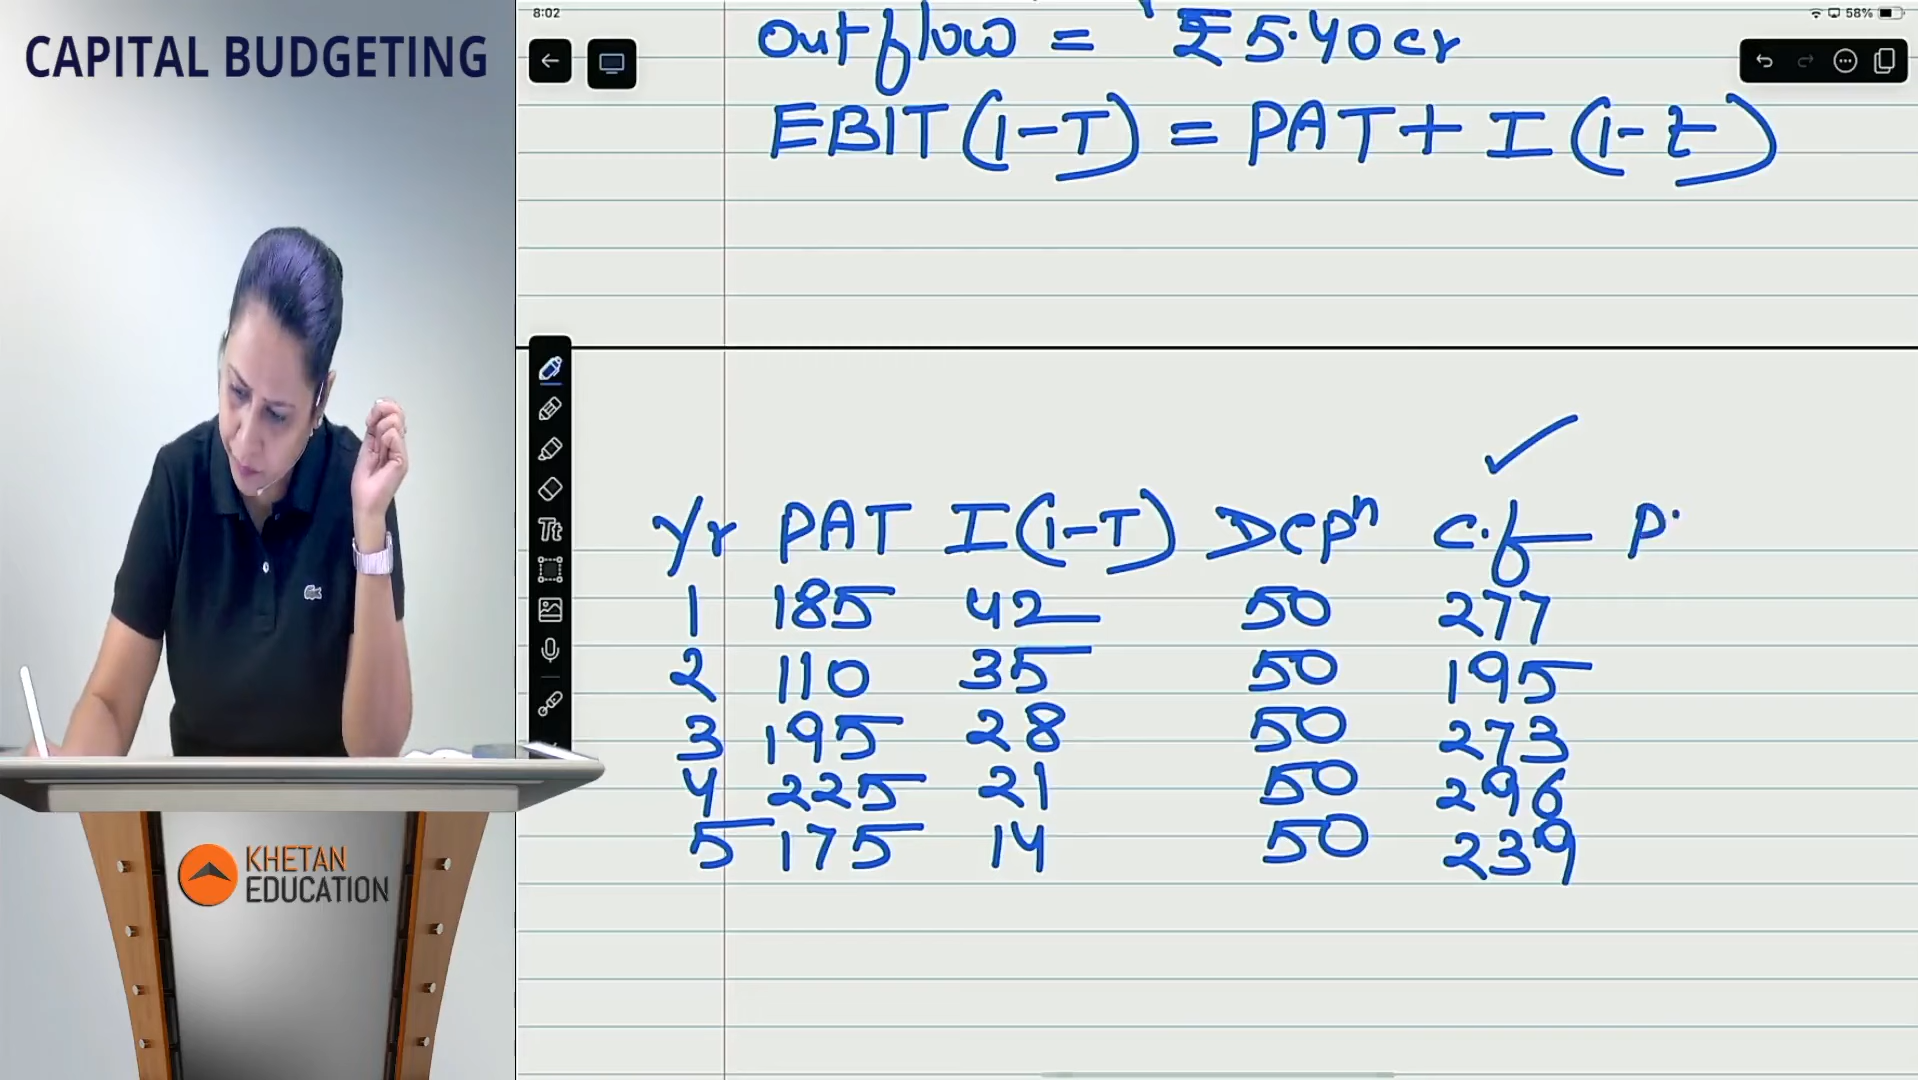 CAPITAL BUDGETING
8:02
58%
Outflow = ₹5.40cr
EBIT(1-T) = PAT + I(1-t)
Tt
Yr PAT I(1-T) Depⁿ C.f P.
1 185 42 50 277
2 110 35 50 195
3 195 28 50 273
4 225 21 50 296
5 175 14 50 239
KHETAN
EDUCATION